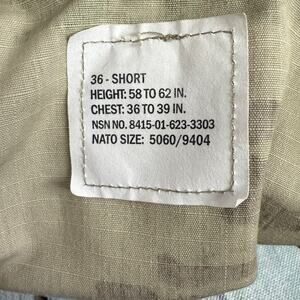 36 - SHORT
HEIGHT: 58 TO 62 IN.
CHEST: 36 TO 39 IN.
NSN NO. 8415-01-623-3303
NATO SIZE: 5060/9404